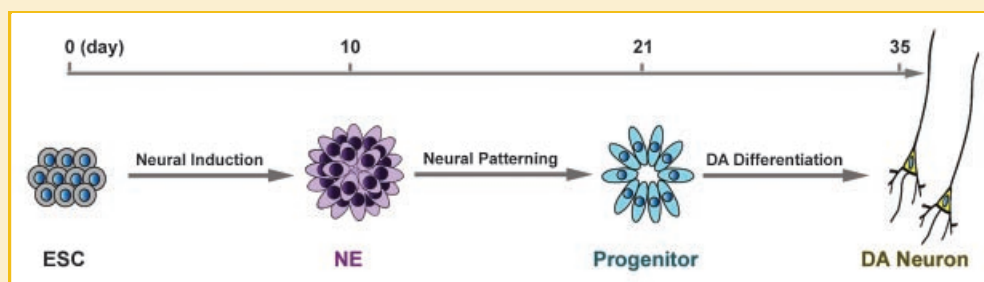 0 (day) 10 21 35
Neural Induction Neural Patterning DA Differentiation
ESC NE Progenitor DA Neuron